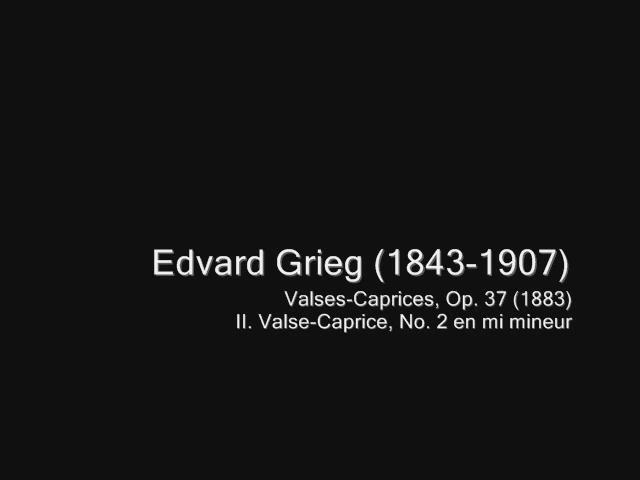 Edvard Grieg (1843-1907)
Valses-Caprices, Op. 37 (1883)
II. Valse-Caprice, No. 2 en mi mineur